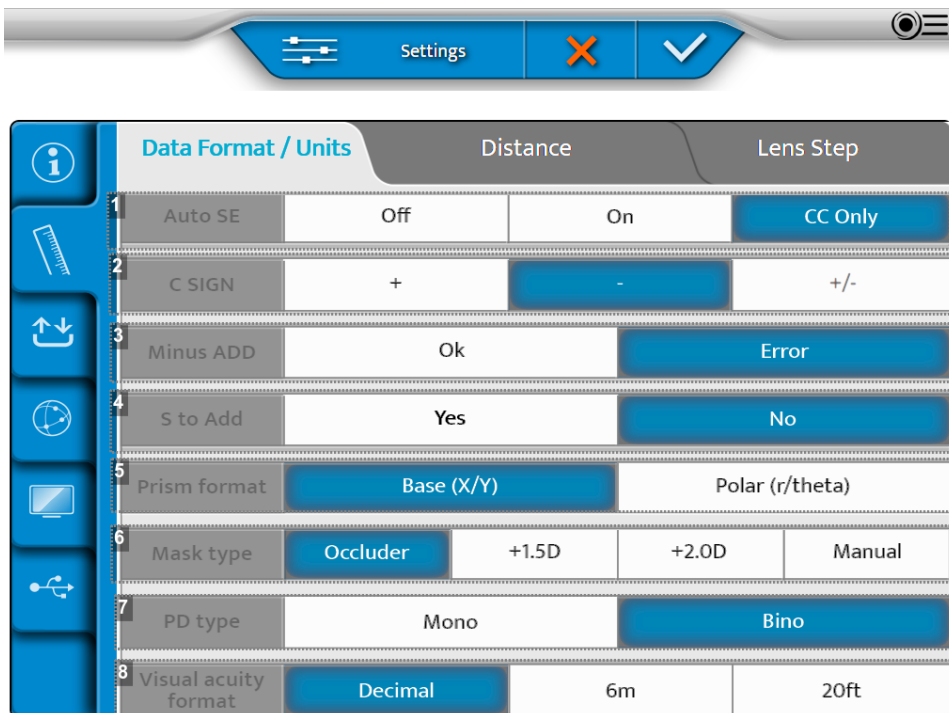 Settings
Data Format / Units Distance Lens Step
1 Auto SE Off On CC Only
2 C SIGN + - +/-
3 Minus ADD Ok Error
4 S to Add Yes No
5 Prism format Base (X/Y) Polar (r/theta)
6 Mask type Occluder +1.5D +2.0D Manual
7 PD type Mono Bino
8 Visual acuity
format Decimal 6m 20ft